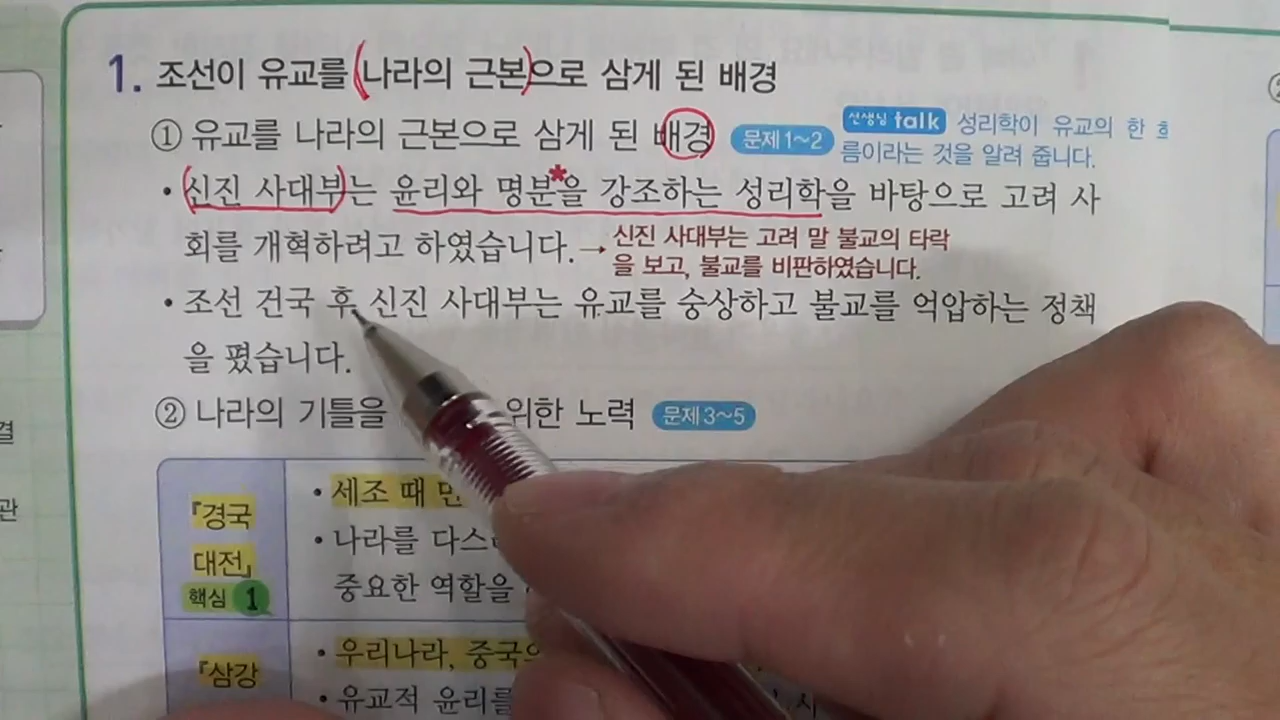 1. 조선이 유교를 나라의 근본으로 삼게 된 배경
① 유교를 나라의 근본으로 삼게 된 배경 문제 1~2
선생님 talk 성리학이 유교의 한 흐
름이라는 것을 알려 줍니다.
• 신진 사대부는 윤리와 명분*을 강조하는 성리학을 바탕으로 고려 사
회를 개혁하려고 하였습니다.
→ 신진 사대부는 고려 말 불교의 타락
을 보고, 불교를 비판하였습니다.
• 조선 건국 후 신진 사대부는 유교를 숭상하고 불교를 억압하는 정책
을 폈습니다.
② 나라의 기틀을 위한 노력 문제 3~5
『경국
대전』
핵심 1
• 세조 때
• 나라를
중요한 역할을
『삼강
• 우리나라, 중국의
• 유교적 윤리를
관